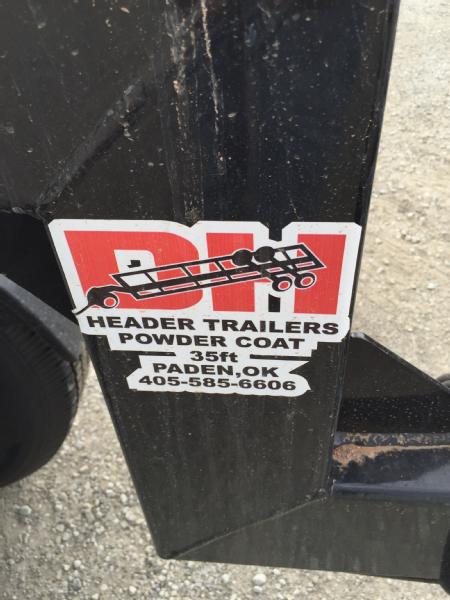 DH
HEADER TRAILERS
POWDER COAT
35ft
PADEN,OK
405-585-6606